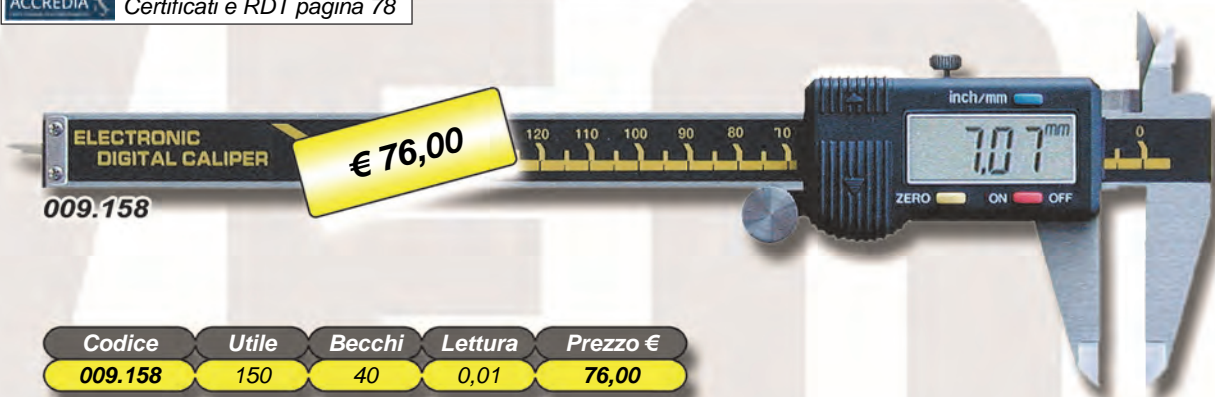 ACCREDIA
Certificati e RDT pagina 78
inch/mm
ELECTRONIC
DIGITAL CALIPER
€ 76,00
120 110 100 90 80 70
7.07 mm
0
ZERO ON OFF
009.158
Codice Utile Becchi Lettura Prezzo €
009.158 150 40 0,01 76,00